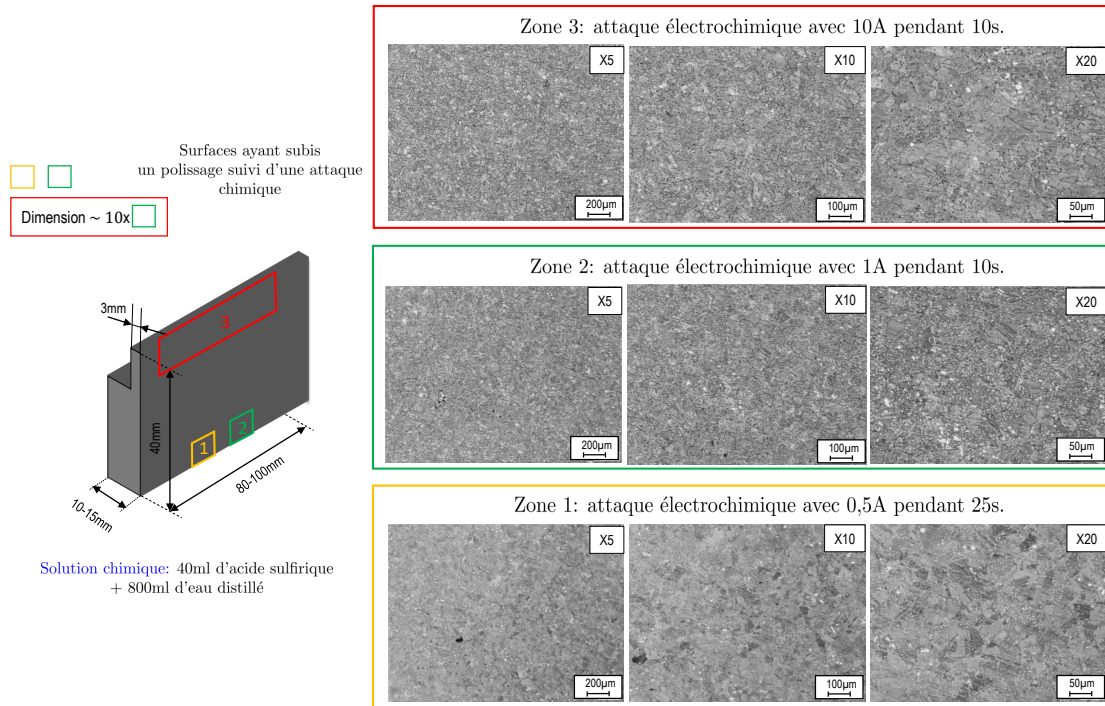 Surfaces ayant subis
un polissage suivi d'une attaque
chimique
Dimension ~ 10x
3mm
3
40mm
1
2
80-100mm
10-15mm
Solution chimique: 40ml d'acide sulfirique
+ 800ml d'eau distillé
Zone 3: attaque électrochimique avec 10A pendant 10s.
X5
X10
X20
200µm
100µm
50µm
Zone 2: attaque électrochimique avec 1A pendant 10s.
X5
X10
X20
200µm
100µm
50µm
Zone 1: attaque électrochimique avec 0,5A pendant 25s.
X5
X10
X20
200µm
100µm
50µm